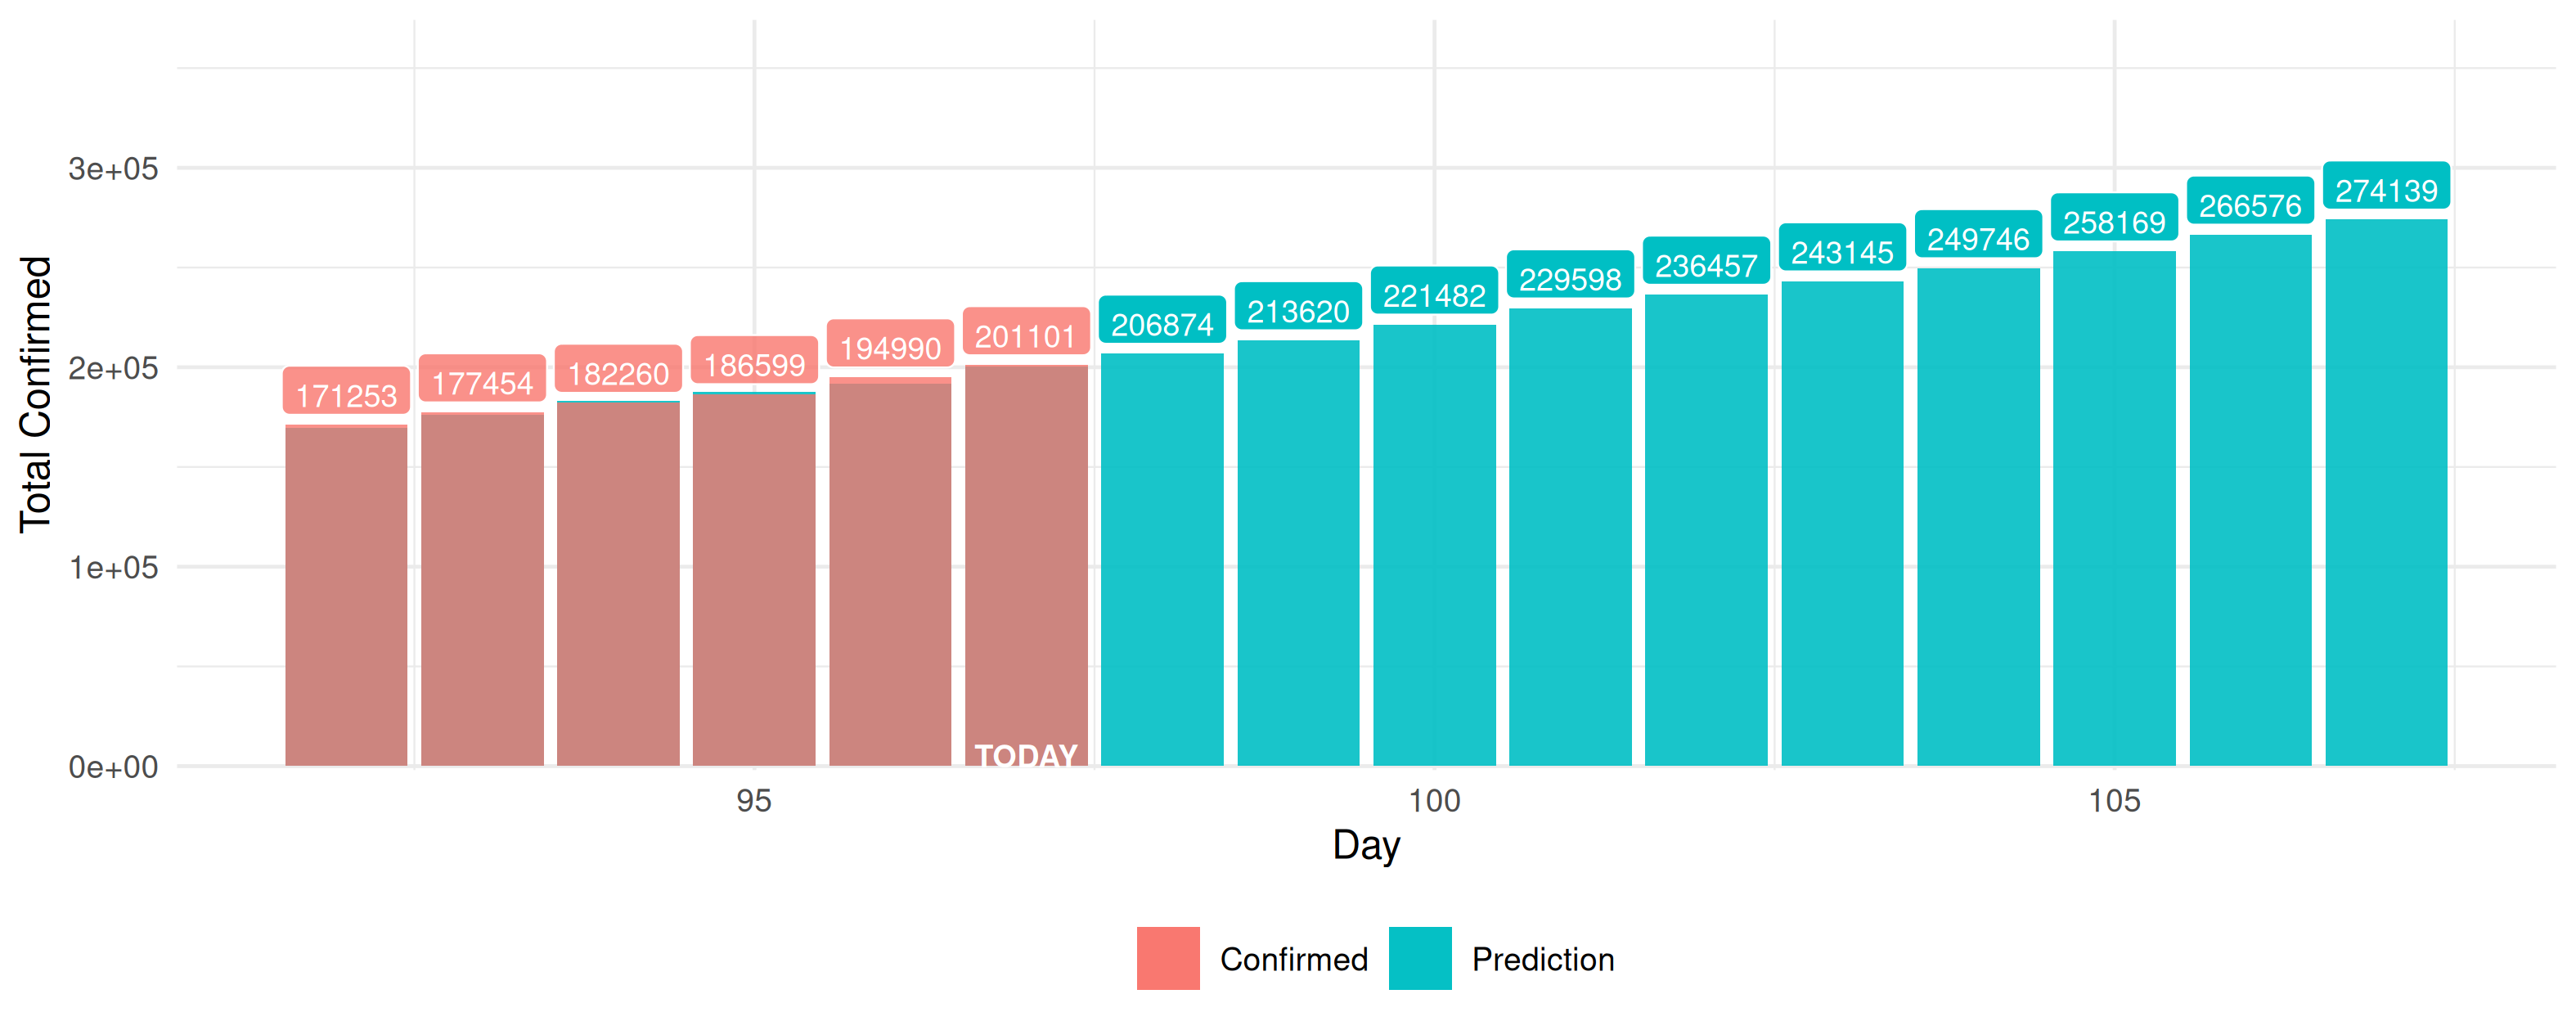 Total Confirmed
3e+05
2e+05
1e+05
0e+00
171253
177454
182260
186599
194990
201101
206874
213620
221482
229598
236457
243145
249746
258169
266576
274139
TODAY
95
100
105
Day
Confirmed
Prediction